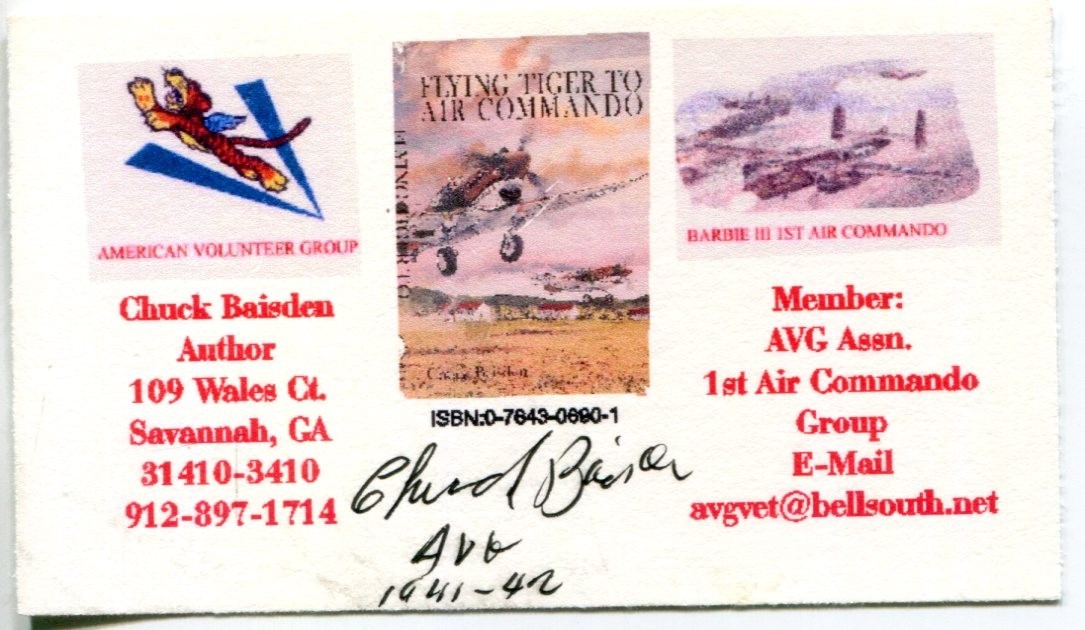 FLYING TIGER TO
AIR COMMANDO
AMERICAN VOLUNTEER GROUP
Chuck Baisden
Author
109 Wales Ct.
Savannah, GA
31410-3410
912-897-1714
Chuck Baisden
ISBN:0-7643-0690-1
Chuck Baisden
AVG
1941-42
BARBIE III 1ST AIR COMMANDO
Member:
AVG Assn.
1st Air Commando
Group
E-Mail
avgvet@bellsouth.net